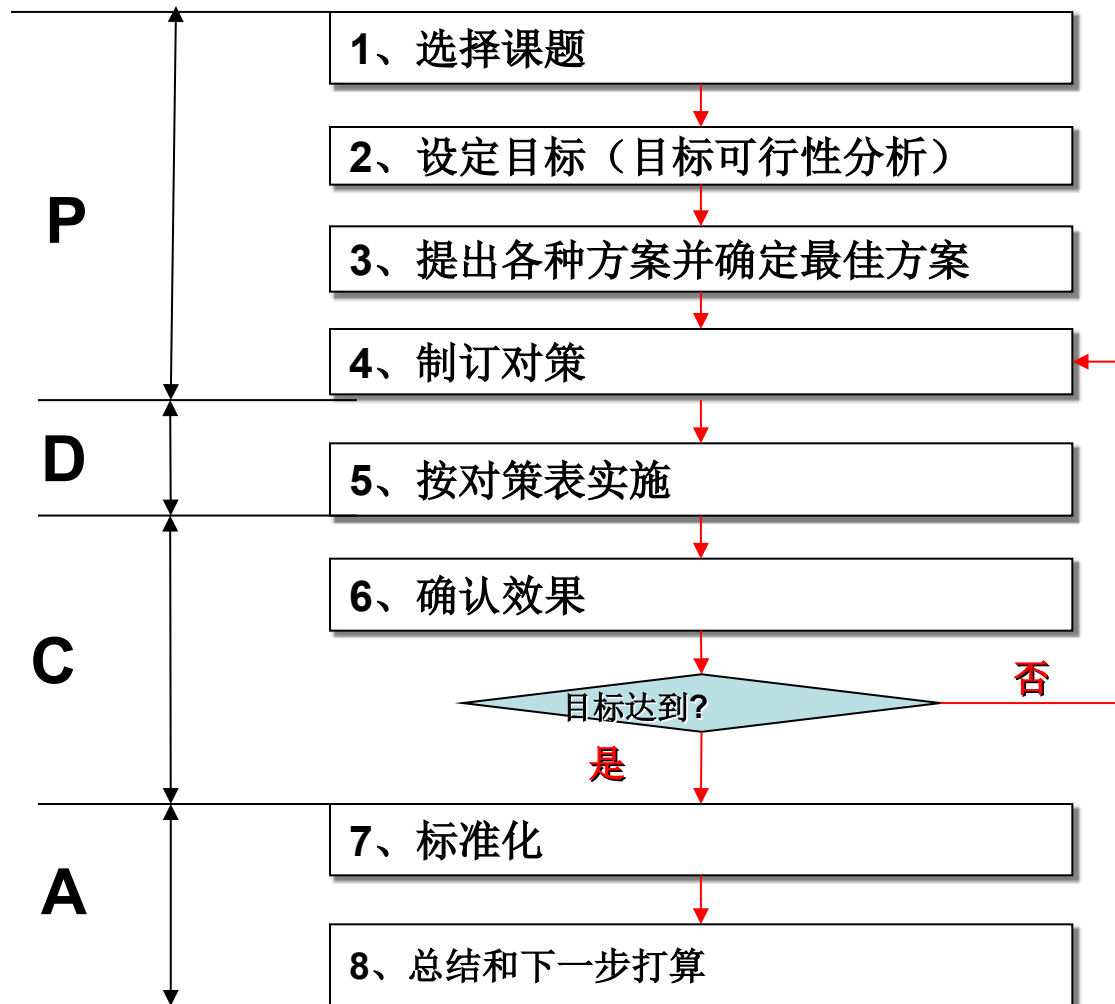 1、选择课题
2、设定目标（目标可行性分析）
P
3、提出各种方案并确定最佳方案
4、制订对策
D
5、按对策表实施
6、确认效果
C
否
目标达到?
是
7、标准化
A
8、总结和下一步打算